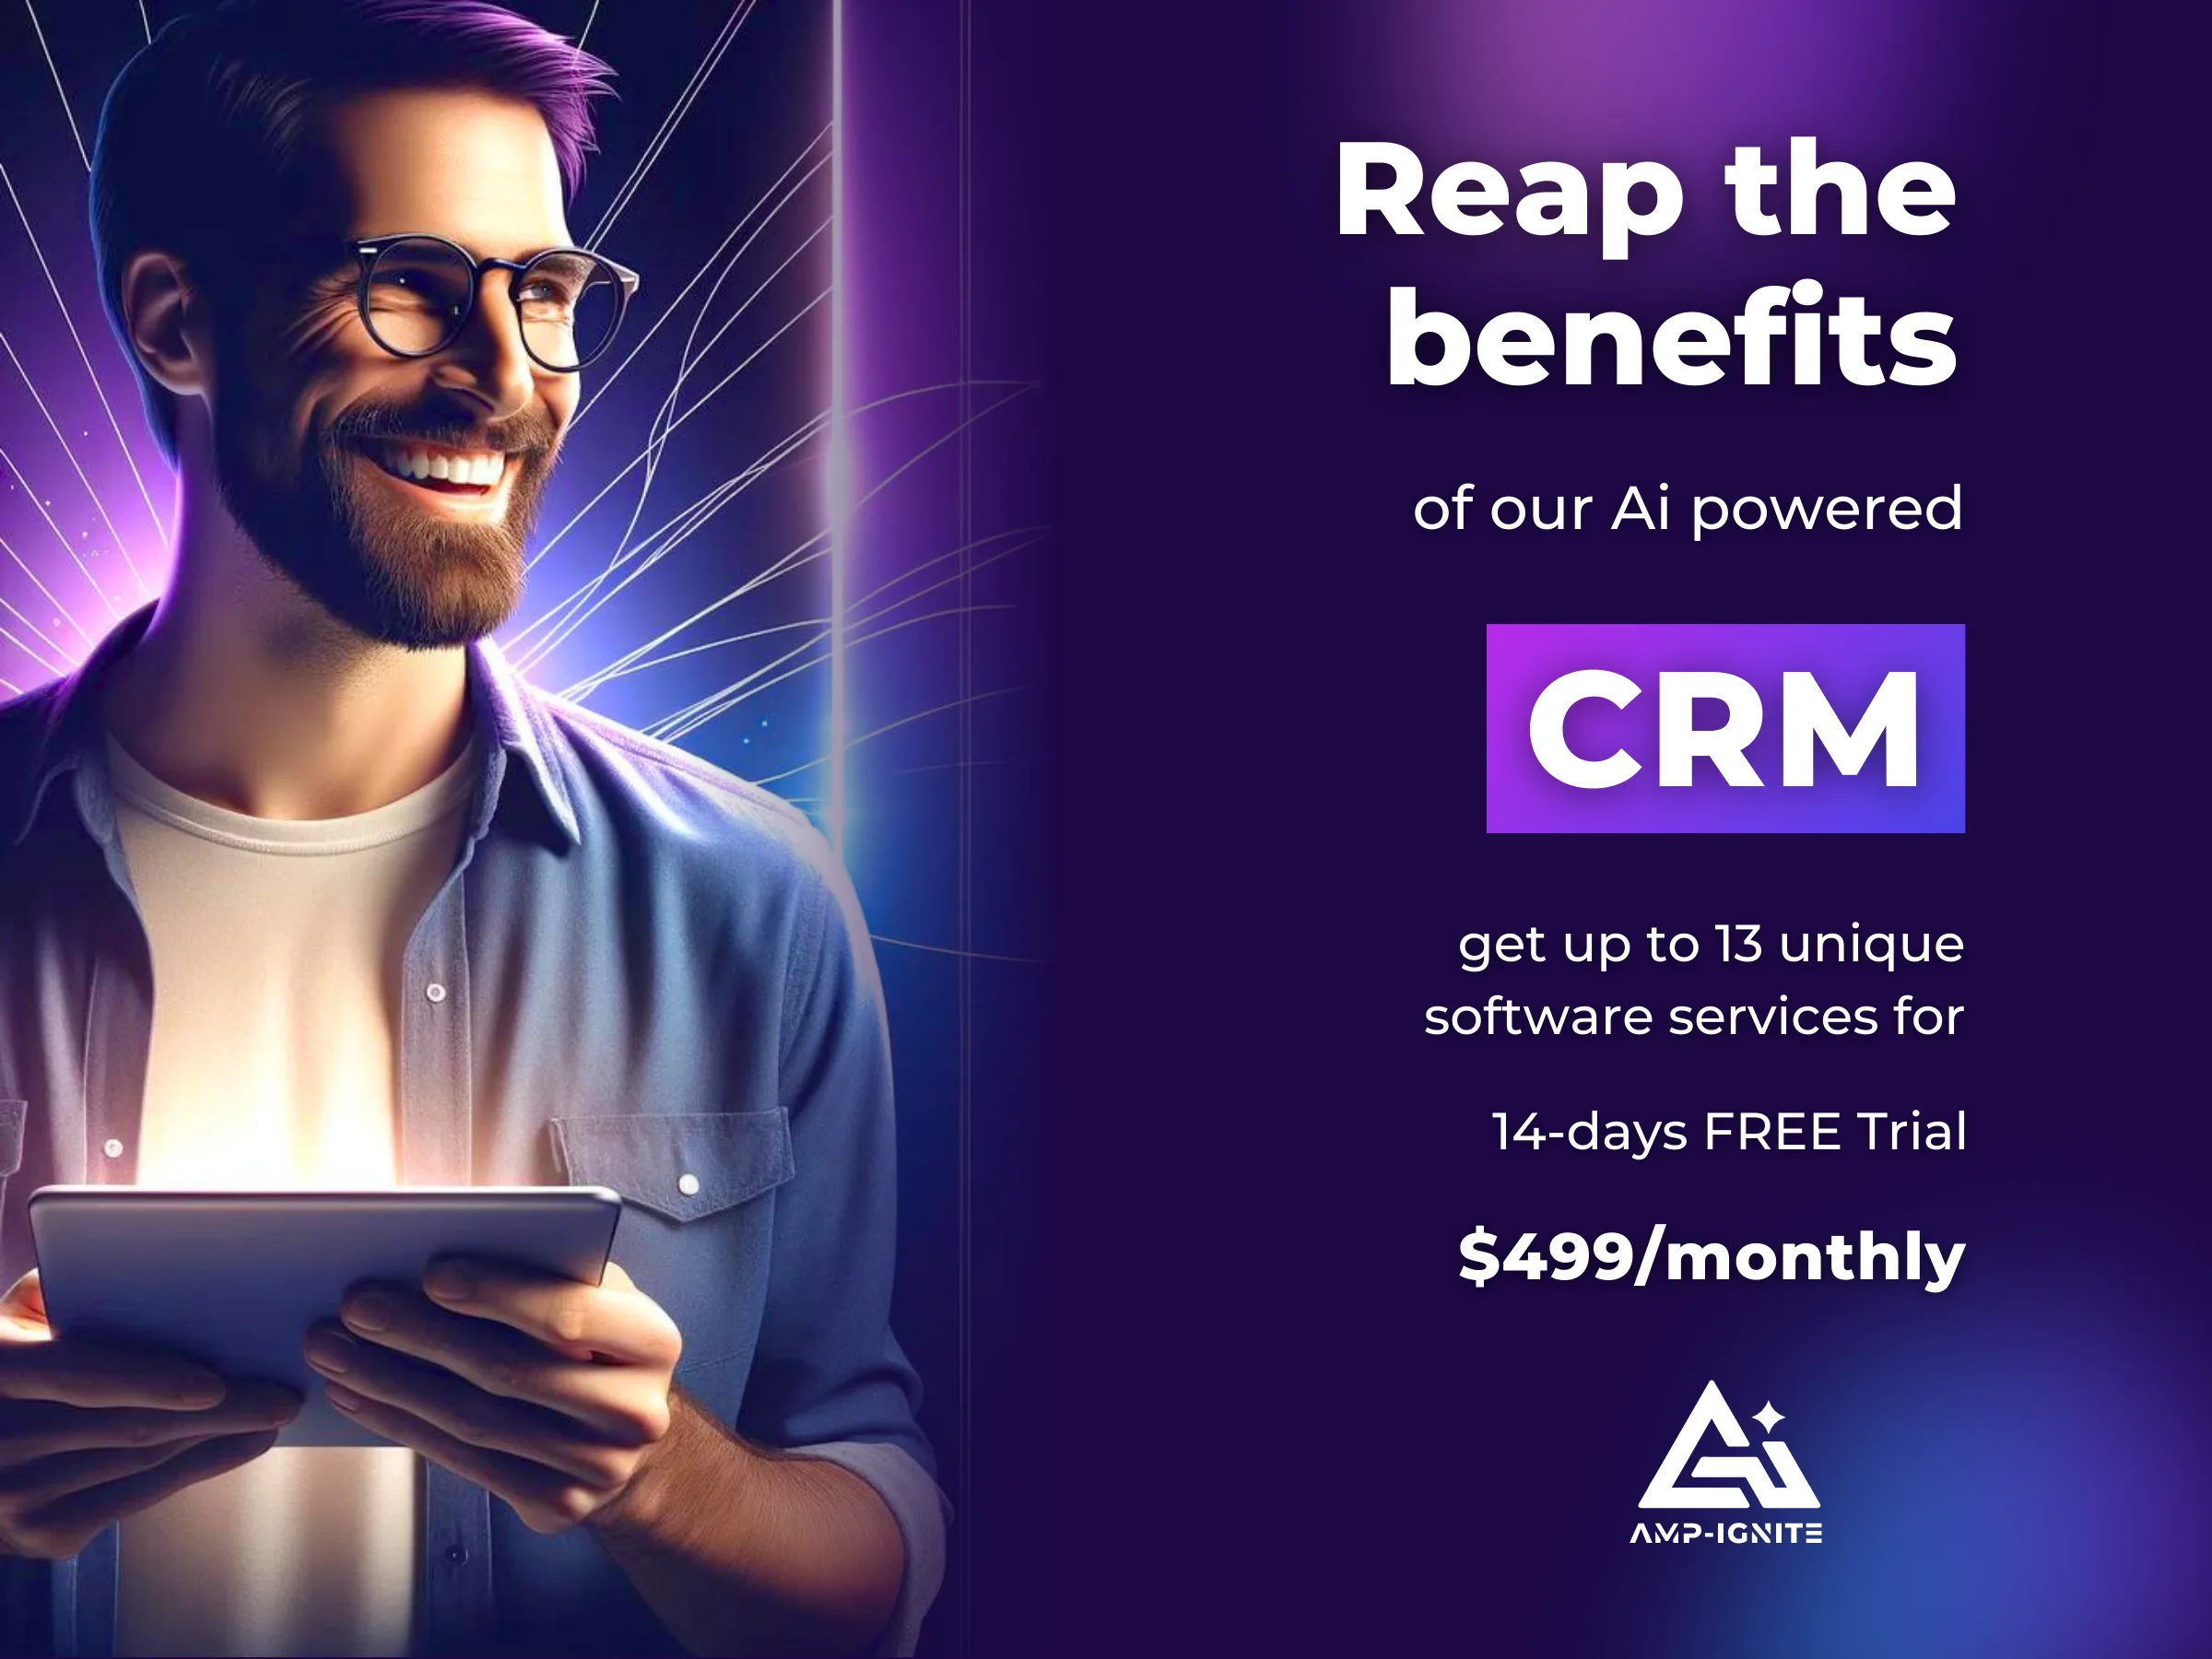 Reap the
benefits
of our Ai powered
CRM
get up to 13 unique
software services for
14-days FREE Trial
$499/monthly
Ai
AMP-IGNITE